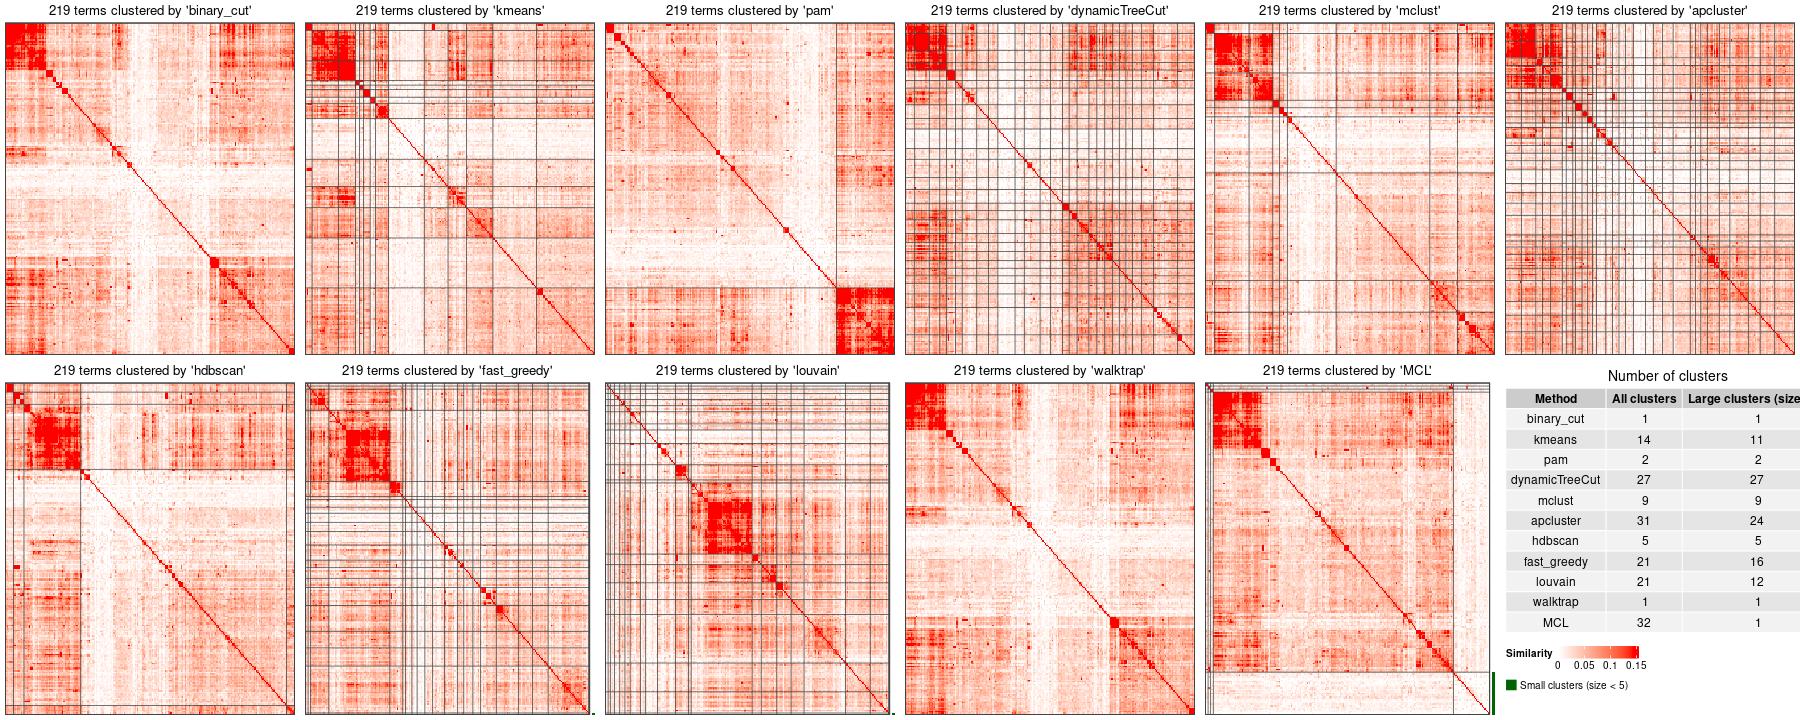 219 terms clustered by 'binary_cut'
219 terms clustered by 'kmeans'
219 terms clustered by 'pam'
219 terms clustered by 'dynamicTreeCut'
219 terms clustered by 'mclust'
219 terms clustered by 'apcluster'
219 terms clustered by 'hdbscan'
219 terms clustered by 'fast_greedy'
219 terms clustered by 'louvain'
219 terms clustered by 'walktrap'
219 terms clustered by 'MCL'
Number of clusters
Method All clusters Large clusters (size
binary_cut 1 1
kmeans 14 11
pam 2 2
dynamicTreeCut 27 27
mclust 9 9
apcluster 31 24
hdbscan 5 5
fast_greedy 21 16
louvain 21 12
walktrap 1 1
MCL 32 1
Similarity
0 0.05 0.1 0.15
Small clusters (size < 5)